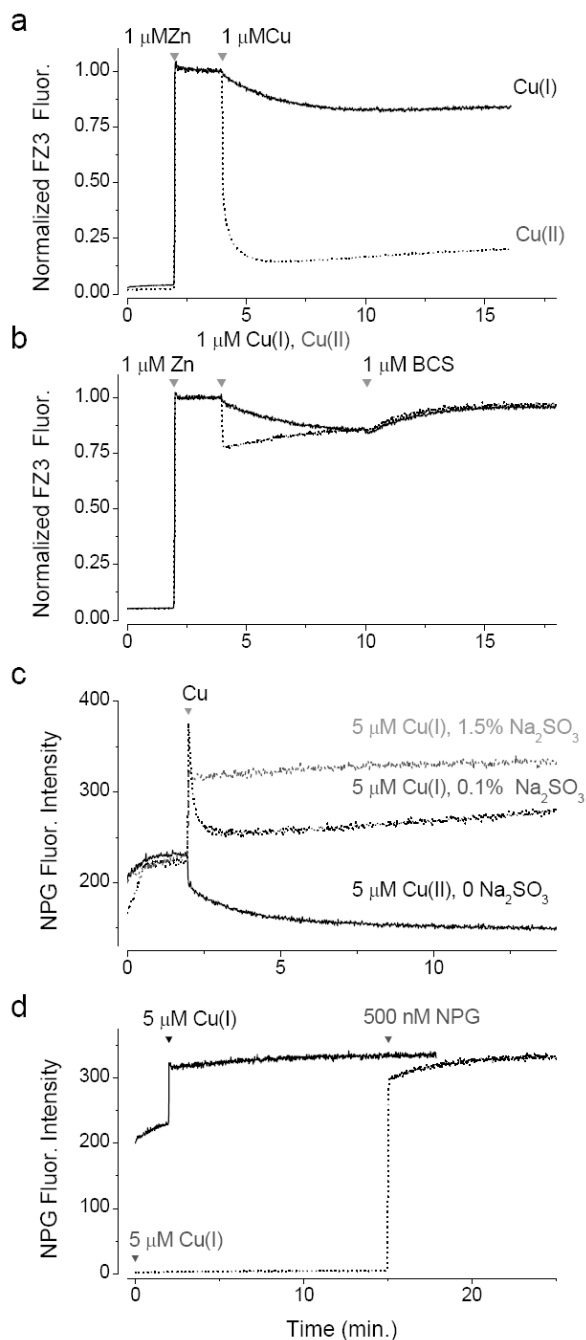 a
1 μMZn 1 μMCu
Normalized FZ3 Fluor.
1.00
0.75
0.50
0.25
0.00
Cu(I)
Cu(II)
0 5 10 15
b
1 μM Cu(I), Cu(II)
1 μM Zn 1 μM BCS
Normalized FZ3 Fluor.
1.00
0.75
0.50
0.25
0.00
0 5 10 15
c
Cu
NPG Fluor. Intensity
400
300
200
5 μM Cu(I), 1.5% Na₂SO₃
5 μM Cu(I), 0.1% Na₂SO₃
5 μM Cu(II), 0 Na₂SO₃
0 5 10
d
5 μM Cu(I) 500 nM NPG
NPG Fluor. Intensity
300
200
100
0
5 μM Cu(I)
0 10 20
Time (min.)